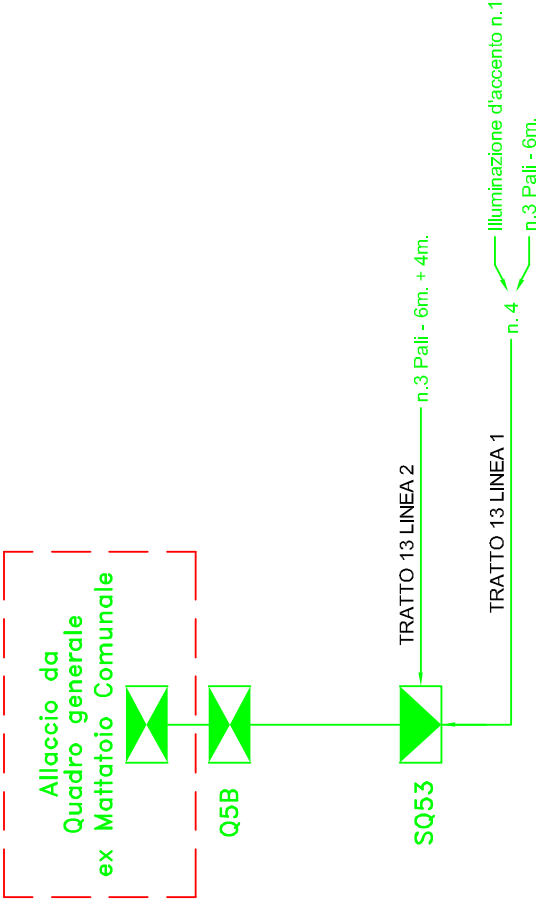 Allaccio da
Quadro generale
ex Mattatoio Comunale
Q5B
SQ53
TRATTO 13 LINEA 2
n.3 Pali - 6m. + 4m.
TRATTO 13 LINEA 1
n. 4
Illuminazione d'accento n.1
n.3 Pali - 6m.